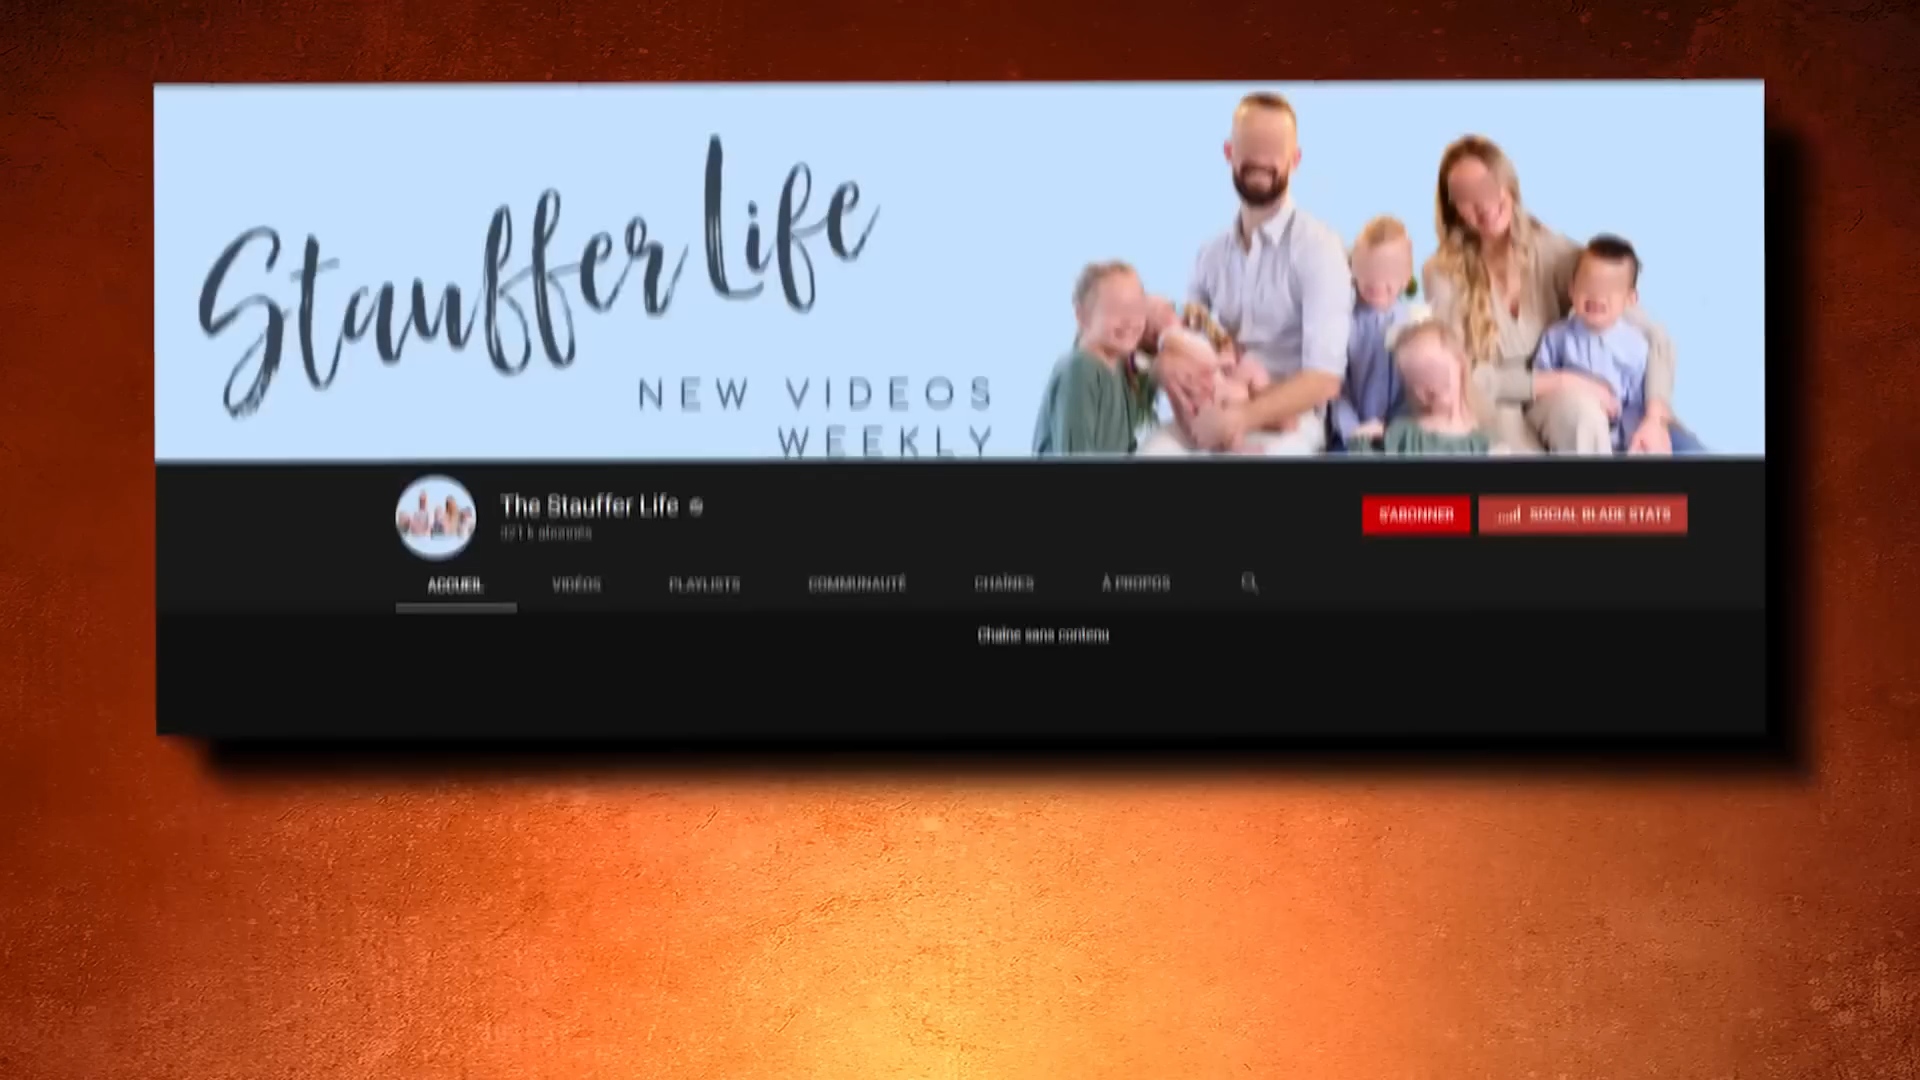 Stauffer Life
NEW VIDEOS
WEEKLY
The Stauffer Life
abonnés
S'ABONNER
SOCIAL BLADE STATS
ACCUEIL
VIDÉOS
PLAYLISTS
COMMUNAUTÉ
CHAÎNES
À PROPOS
Chaîne sans contenu